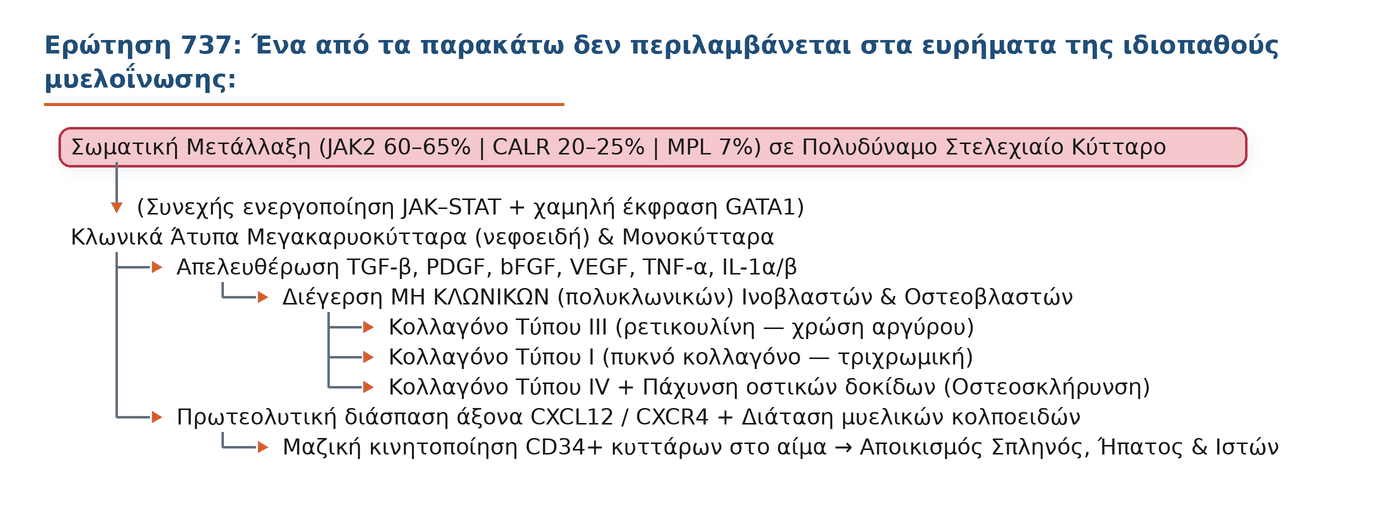 Ερώτηση 737: Ένα από τα παρακάτω δεν περιλαμβάνεται στα ευρήματα της ιδιοπαθούς
μυελοΐνωσης:
Σωματική Μετάλλαξη (JAK2 60–65% | CALR 20–25% | MPL 7%) σε Πολυδύναμο Στελεχιαίο Κύτταρο
(Συνεχής ενεργοποίηση JAK–STAT + χαμηλή έκφραση GATA1)
Κλωνικά Άτυπα Μεγακαρυοκύτταρα (νεφοειδή) & Μονοκύτταρα
Απελευθέρωση TGF-β, PDGF, bFGF, VEGF, TNF-α, IL-1α/β
Διέγερση ΜΗ ΚΛΩΝΙΚΩΝ (πολυκλωνικών) Ινοβλαστών & Οστεοβλαστών
Κολλαγόνο Τύπου III (ρετικουλίνη — χρώση αργύρου)
Κολλαγόνο Τύπου I (πυκνό κολλαγόνο — τριχρωμική)
Κολλαγόνο Τύπου IV + Πάχυνση οστικών δοκίδων (Οστεοσκλήρυνση)
Πρωτεολυτική διάσπαση άξονα CXCL12 / CXCR4 + Διάταση μυελικών κολποειδών
Μαζική κινητοποίηση CD34+ κυττάρων στο αίμα → Αποικισμός Σπληνός, Ήπατος & Ιστών